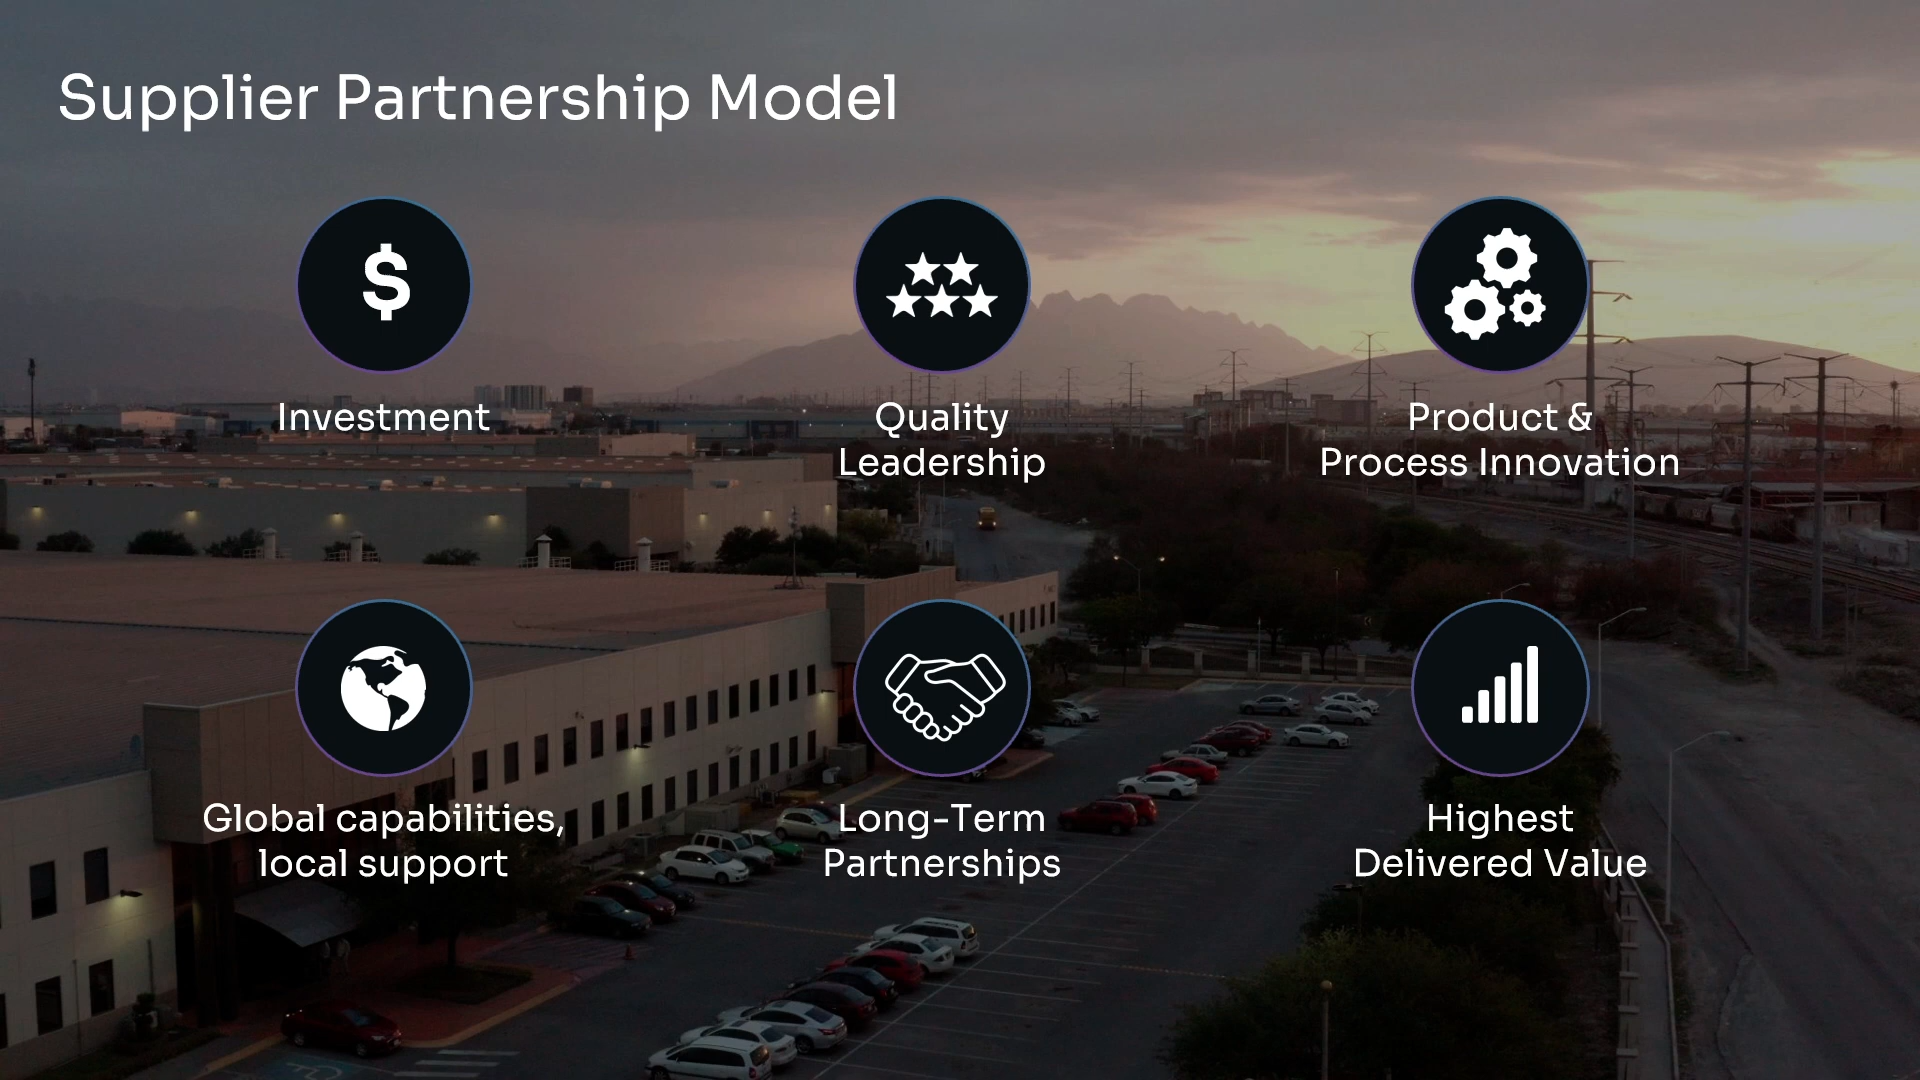 Supplier Partnership Model
Investment
Quality
Leadership
Product &
Process Innovation
Global capabilities,
local support
Long-Term
Partnerships
Highest
Delivered Value